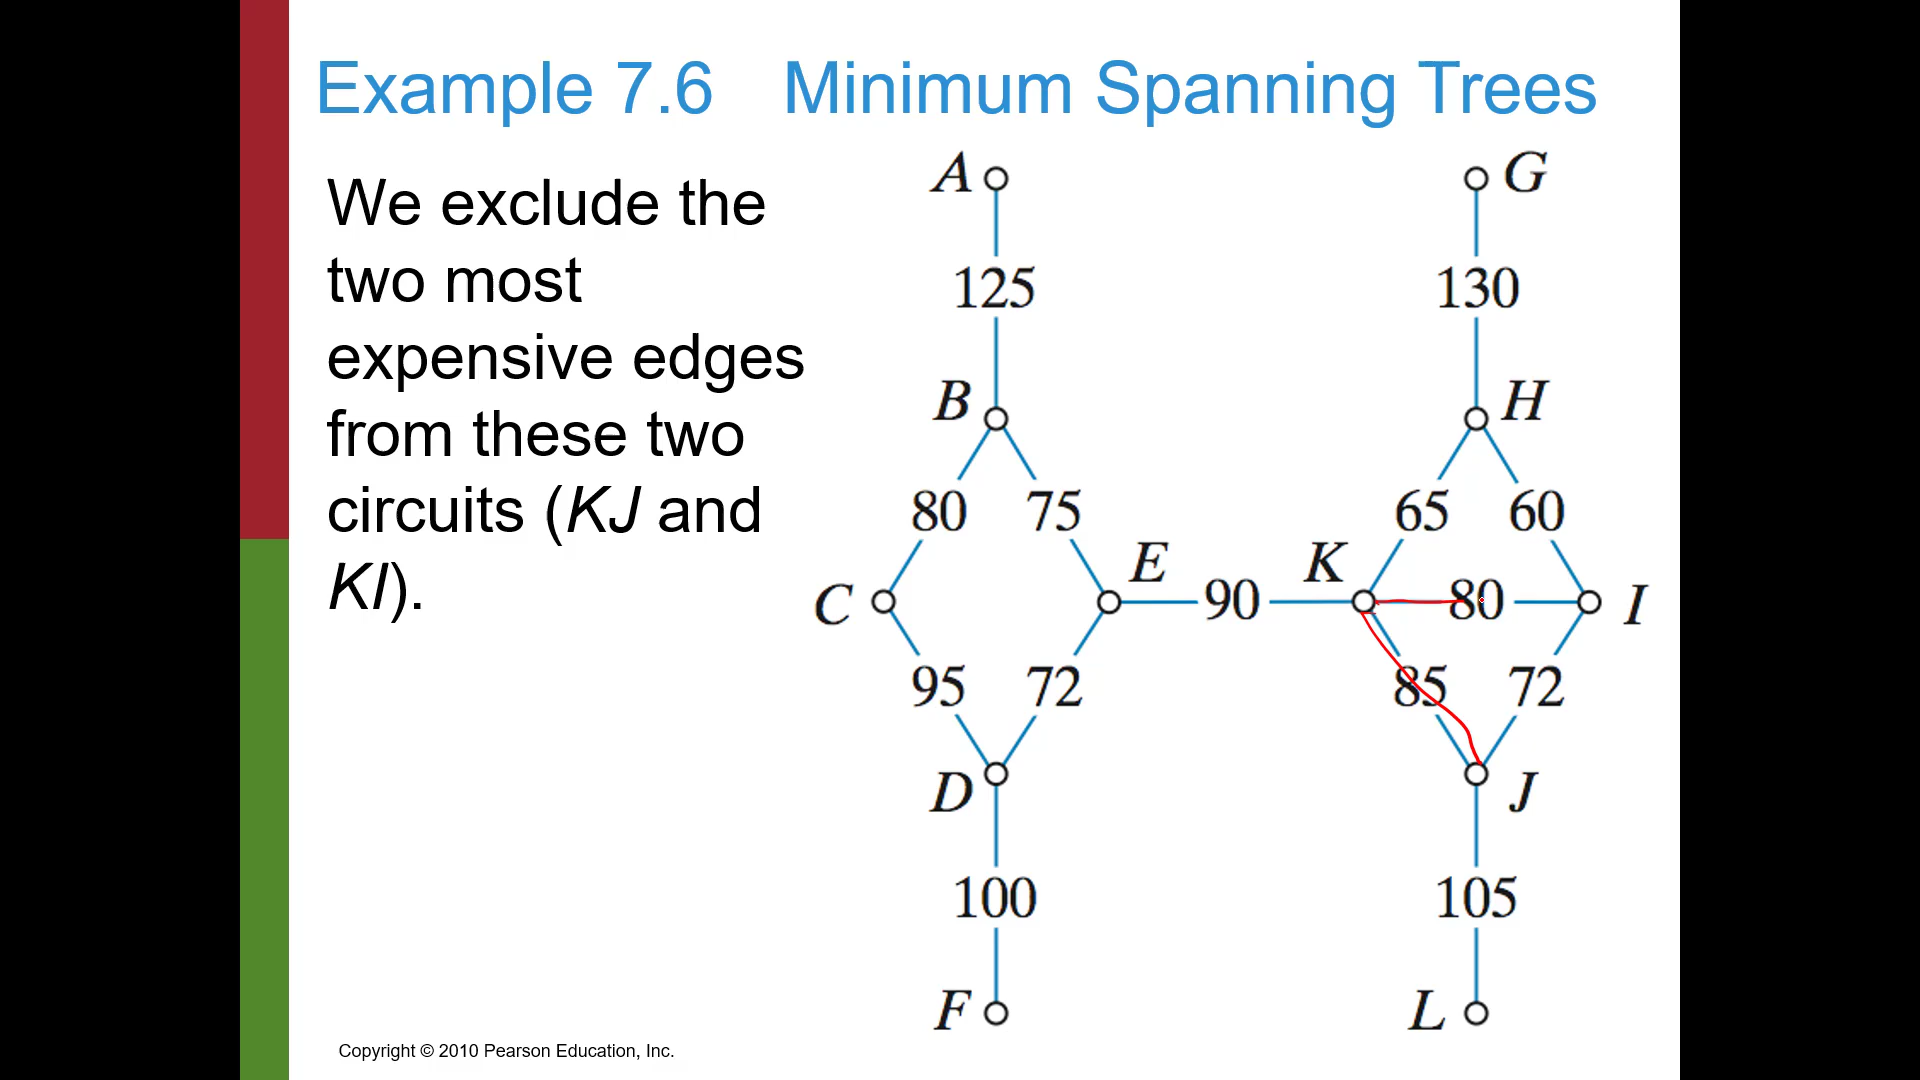 Example 7.6 Minimum Spanning Trees
We exclude the
two most
expensive edges
from these two
circuits (KJ and
KI).
A G
125 130
B H
80 75 65 60
C E 90 K 80 I
95 72 85 72
D J
100 105
F L
Copyright © 2010 Pearson Education, Inc.